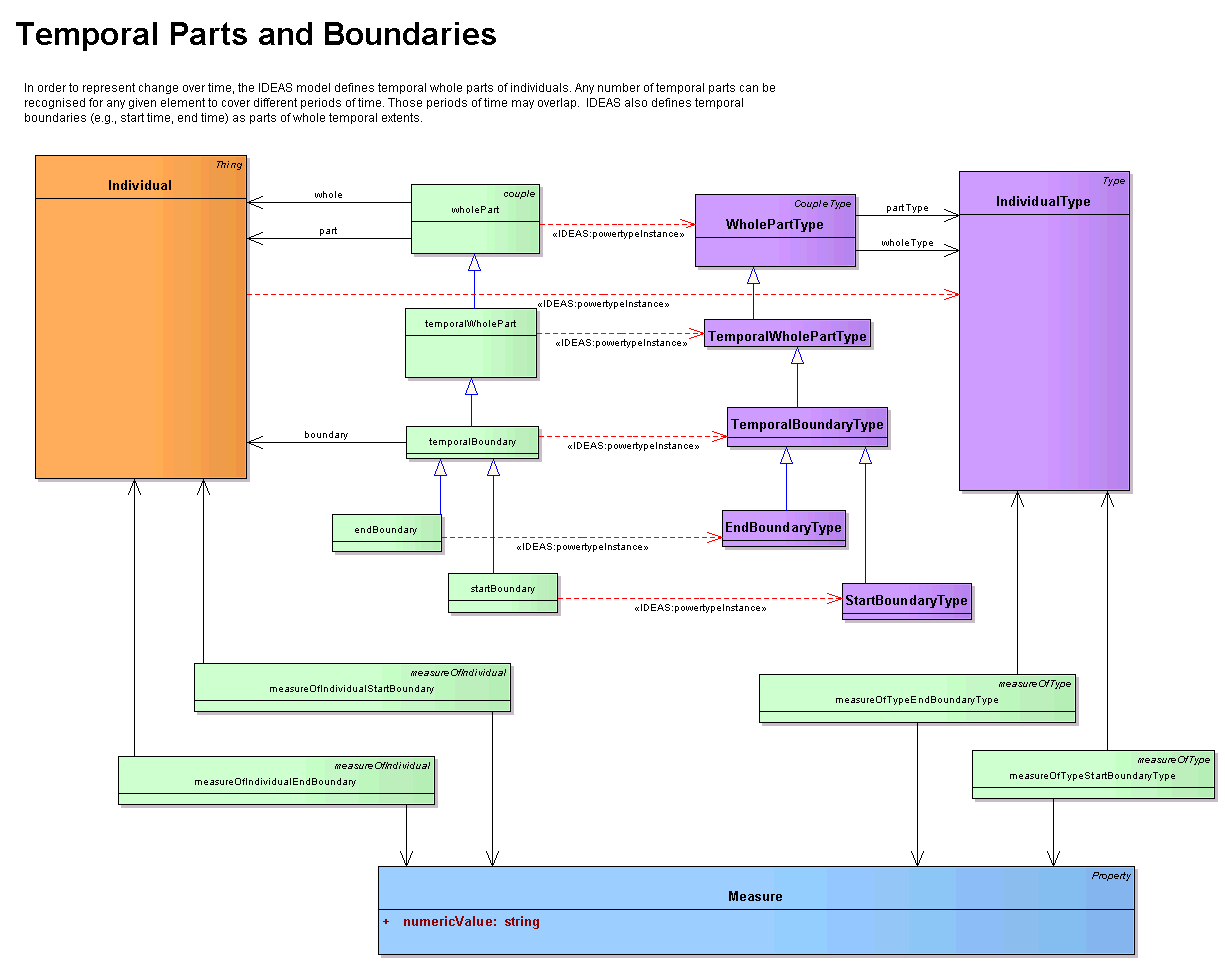 Temporal Parts and Boundaries
In order to represent change over time, the IDEAS model defines temporal whole parts of individuals. Any number of temporal parts can be
recognised for any given element to cover different periods of time. Those periods of time may overlap.  IDEAS also defines temporal
boundaries (e.g., start time, end time) as parts of whole temporal extents.
Thing
Individual
whole
part
couple
wholePart
«IDEAS:powertypeInstance»
CoupleType
WholePartType
partType
wholeType
Type
IndividualType
«IDEAS:powertypeInstance»
temporalWholePart
«IDEAS:powertypeInstance»
TemporalWholePartType
boundary
temporalBoundary
«IDEAS:powertypeInstance»
TemporalBoundaryType
endBoundary
«IDEAS:powertypeInstance»
EndBoundaryType
startBoundary
«IDEAS:powertypeInstance»
StartBoundaryType
measureOfIndividual
measureOfIndividualStartBoundary
measureOfType
measureOfTypeEndBoundaryType
measureOfIndividual
measureOfIndividualEndBoundary
measureOfType
measureOfTypeStartBoundaryType
Property
Measure
+ numericValue: string